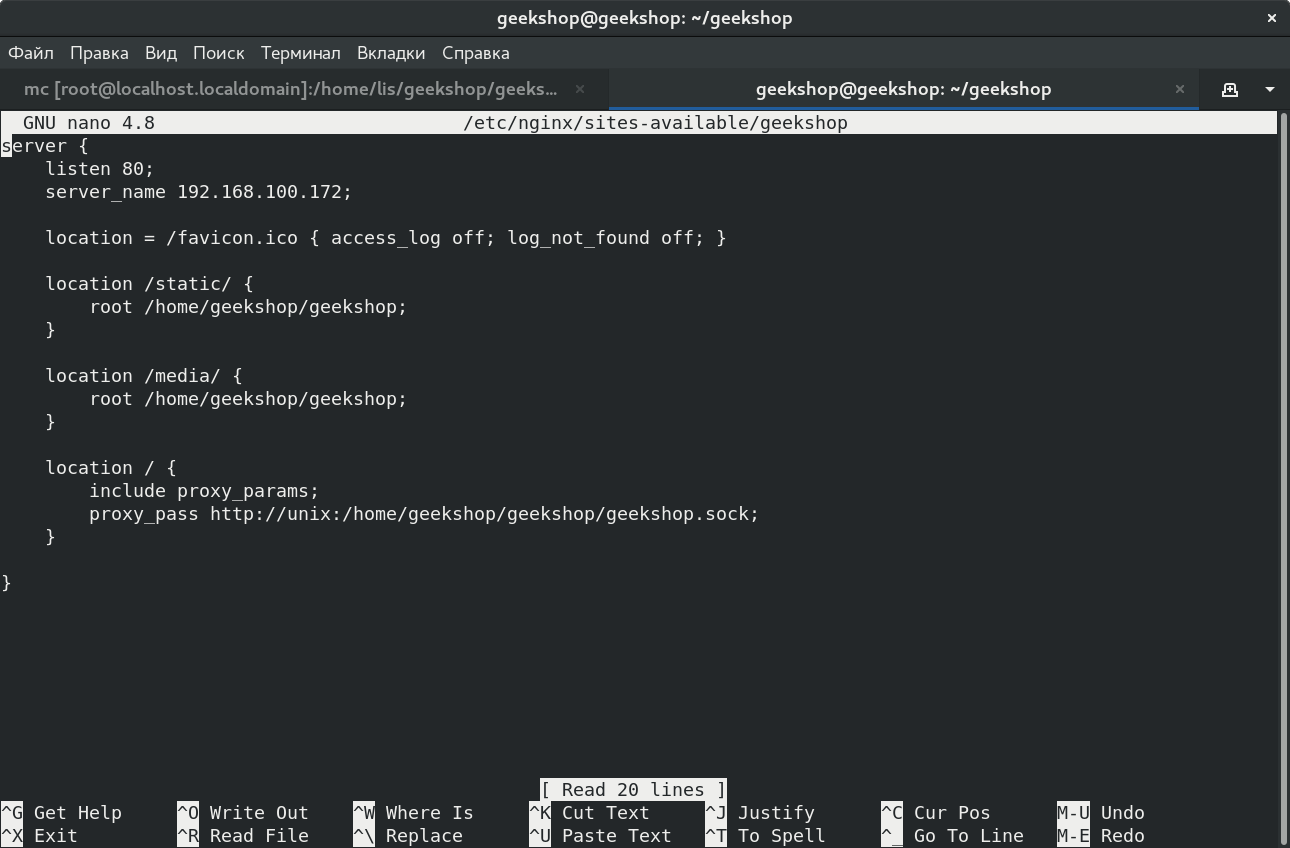 geekshop@geekshop: ~/geekshop ×
Файл Правка Вид Поиск Терминал Вкладки Справка
mc [root@localhost.localdomain]:/home/lis/geekshop/geeks... × geekshop@geekshop: ~/geekshop ×
GNU nano 4.8 /etc/nginx/sites-available/geekshop
server {
    listen 80;
    server_name 192.168.100.172;
    location = /favicon.ico { access_log off; log_not_found off; }
    location /static/ {
        root /home/geekshop/geekshop;
    }
    location /media/ {
        root /home/geekshop/geekshop;
    }
    location / {
        include proxy_params;
        proxy_pass http://unix:/home/geekshop/geekshop/geekshop.sock;
    }
}
[ Read 20 lines ]
^G Get Help ^O Write Out ^W Where Is ^K Cut Text ^J Justify ^C Cur Pos M-U Undo
^X Exit ^R Read File ^\ Replace ^U Paste Text ^T To Spell ^_ Go To Line M-E Redo